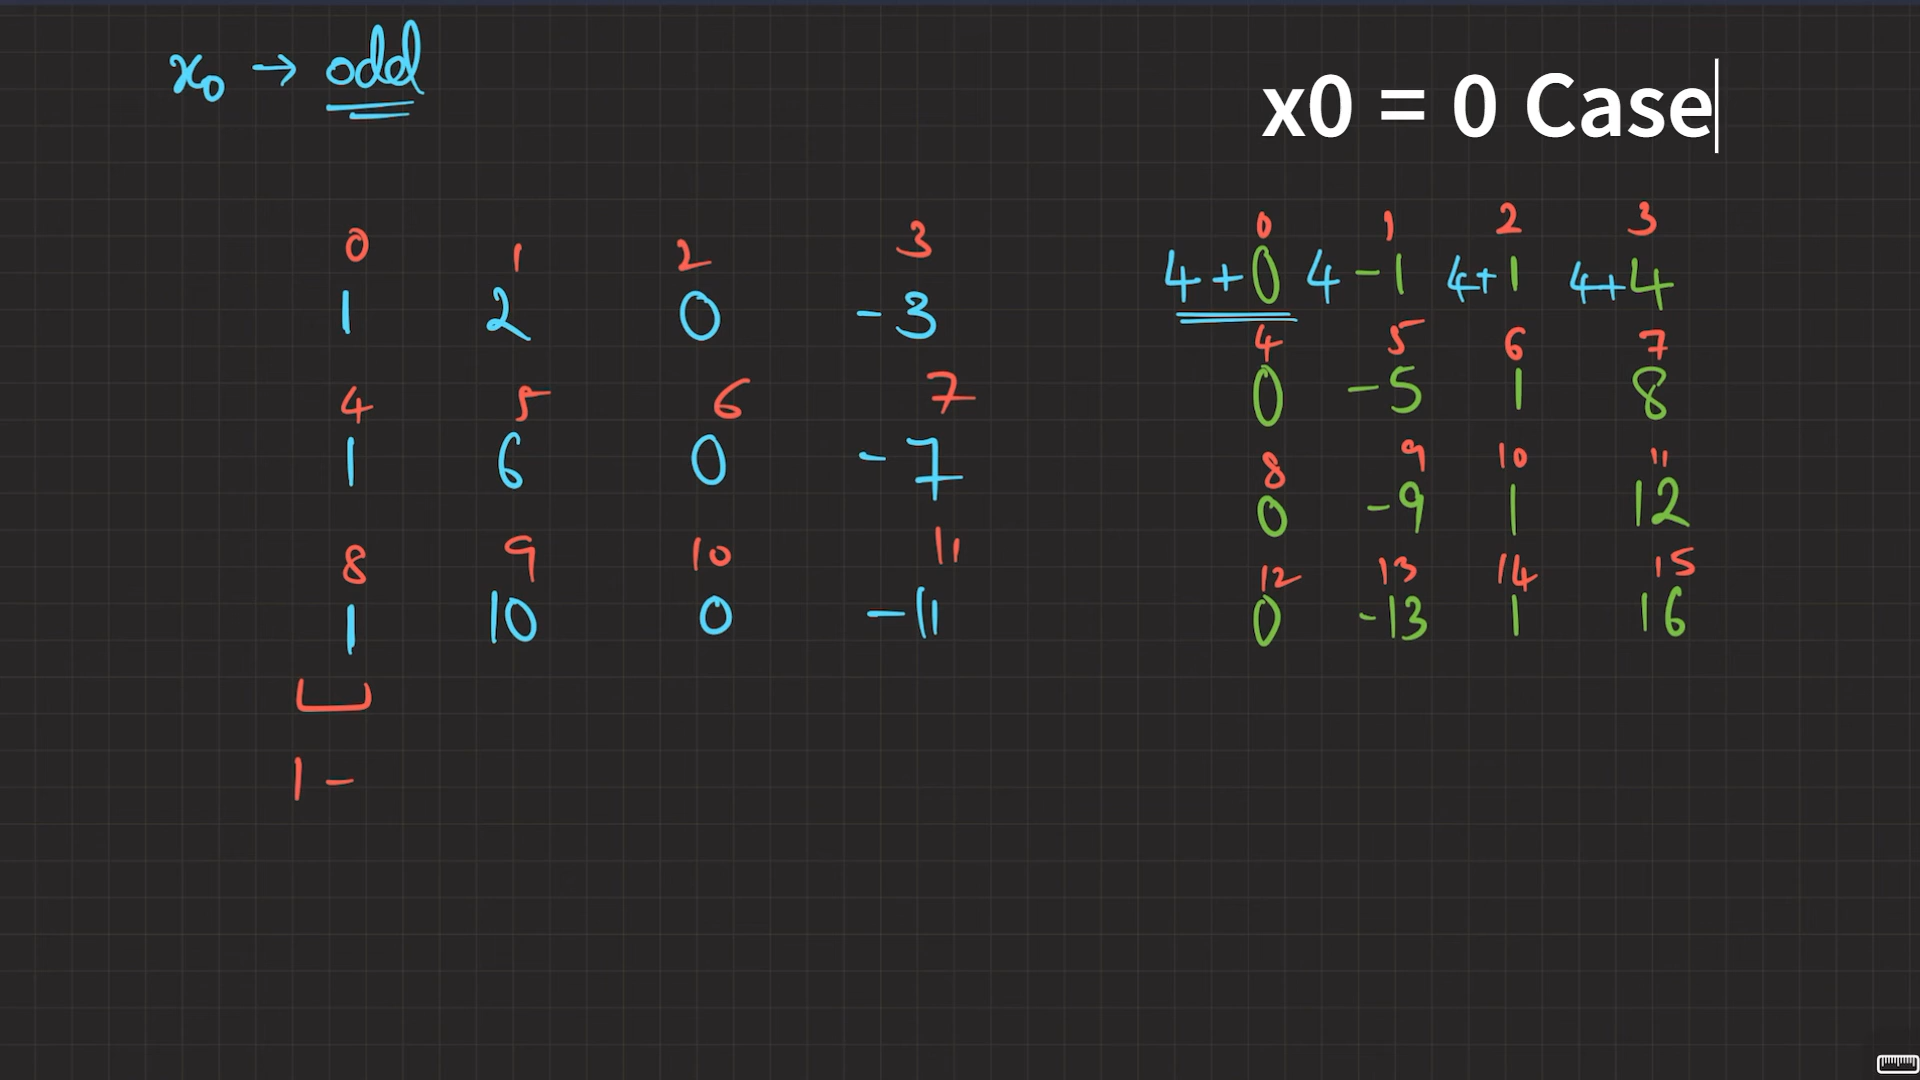 x₀ → odd
x0 = 0 Case
0 1 2 3
1 2 0 -3
4 5 6 7
1 6 0 -7
8 9 10 11
1 10 0 -11
1 -
0 1 2 3
4+0 4-1 4+1 4+4
4 5 6 7
0 -5 1 8
8 9 10 11
0 -9 1 12
12 13 14 15
0 -13 1 16